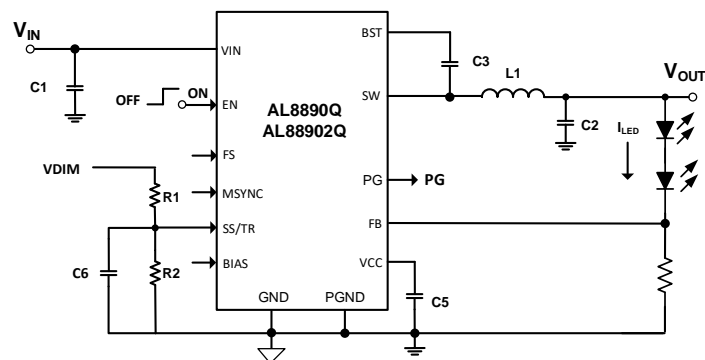 VIN
C1
VIN
BST
C3
L1
VOUT
SW
OFF
ON
EN
AL8890Q
AL88902Q
C2
ILED
FS
VDIM
R1
MSYNC
PG
PG
SS/TR
FB
C6
R2
BIAS
VCC
C5
GND
PGND